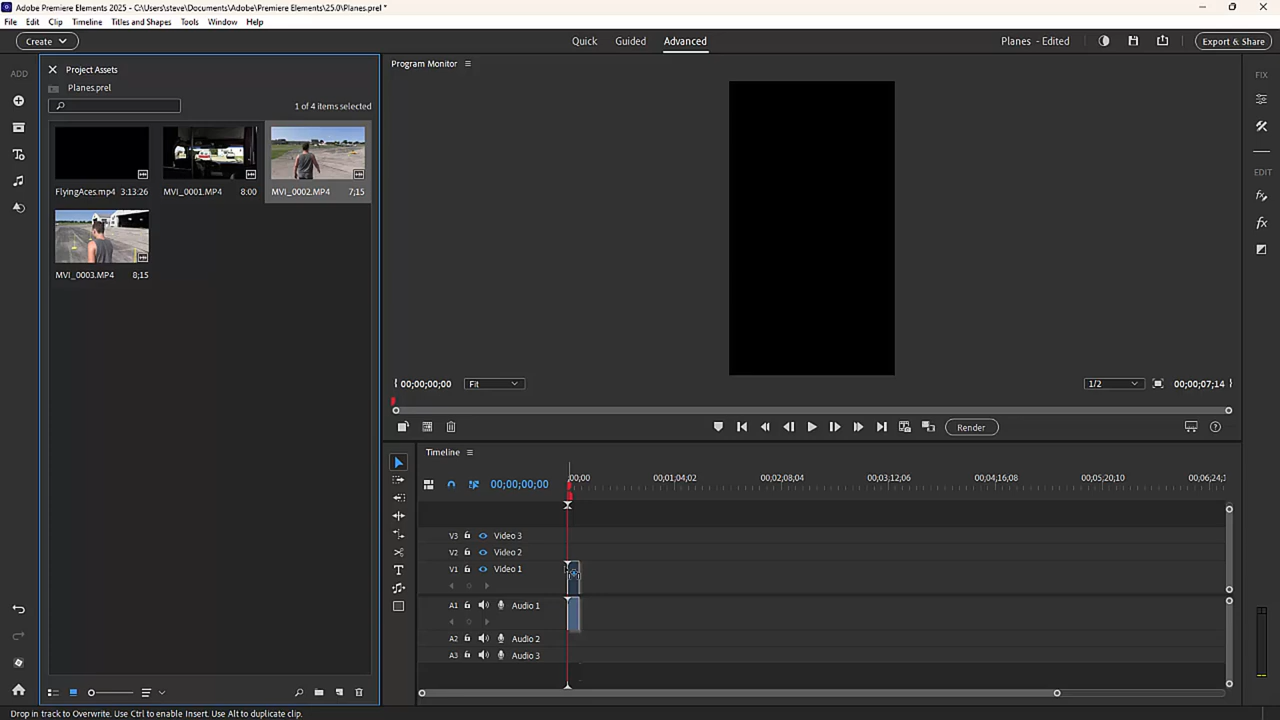 Adobe Premiere Elements 2025 - C:\Users\steve\Documents\Adobe\Premiere Elements\25.0\Planes.prel *
File Edit Clip Timeline Titles and Shapes Tools Window Help
Create Quick Guided Advanced Planes - Edited Export & Share
ADD Project Assets Program Monitor FIX
Planes.prel
1 of 4 items selected
FlyingAces.mp4 3:13:26 MVI_0001.MP4 8:00 MVI_0002.MP4 7;15
EDIT
MVI_0003.MP4 8;15
00;00;00;00 Fit 1/2 00;00;07;14
Render
Timeline
00;00;00;00 ;00;00 00;01;04;02 00;02;08;04 00;03;12;06 00;04;16;08 00;05;20;10 00;06;24;1
V3 Video 3
V2 Video 2
V1 Video 1
A1 Audio 1
A2 Audio 2
A3 Audio 3
Drop in track to Overwrite. Use Ctrl to enable Insert. Use Alt to duplicate clip.